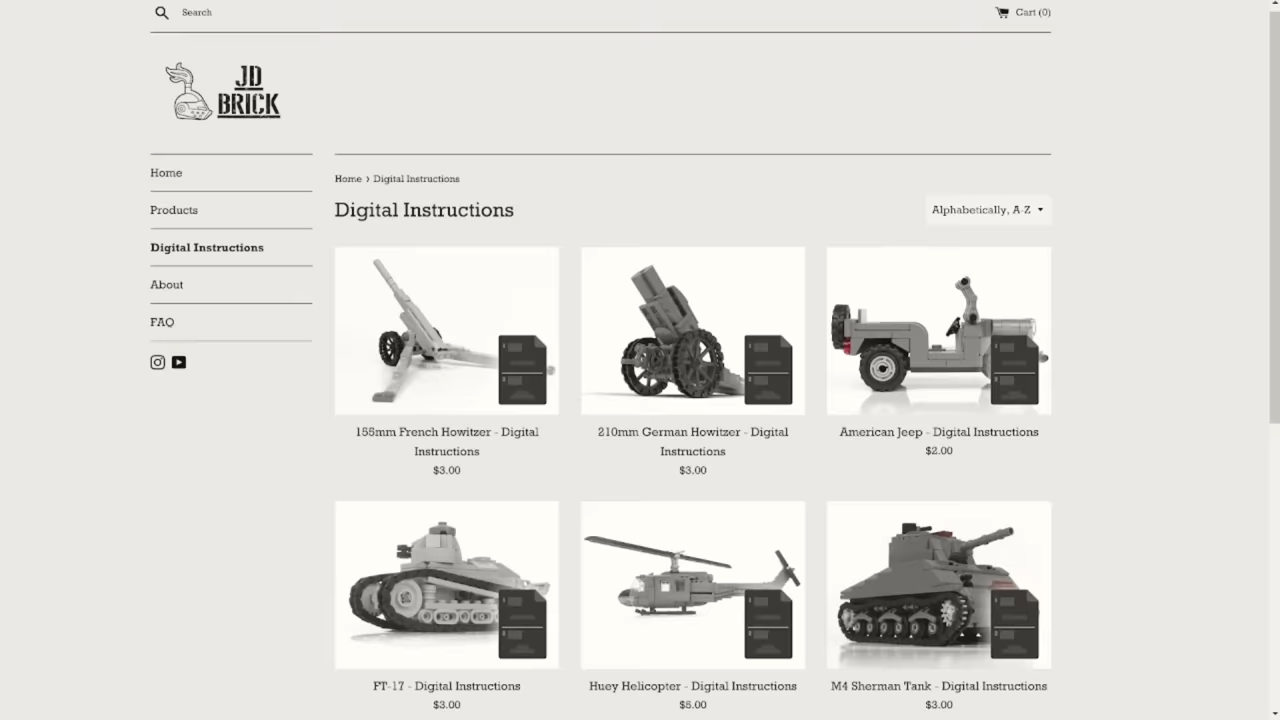 Search
Cart (0)
JD
BRICK
Home
Products
Digital Instructions
About
FAQ
Home › Digital Instructions
Digital Instructions
Alphabetically, A-Z
155mm French Howitzer - Digital
Instructions
$3.00
210mm German Howitzer - Digital
Instructions
$3.00
American Jeep - Digital Instructions
$2.00
FT-17 - Digital Instructions
$3.00
Huey Helicopter - Digital Instructions
$5.00
M4 Sherman Tank - Digital Instructions
$3.00